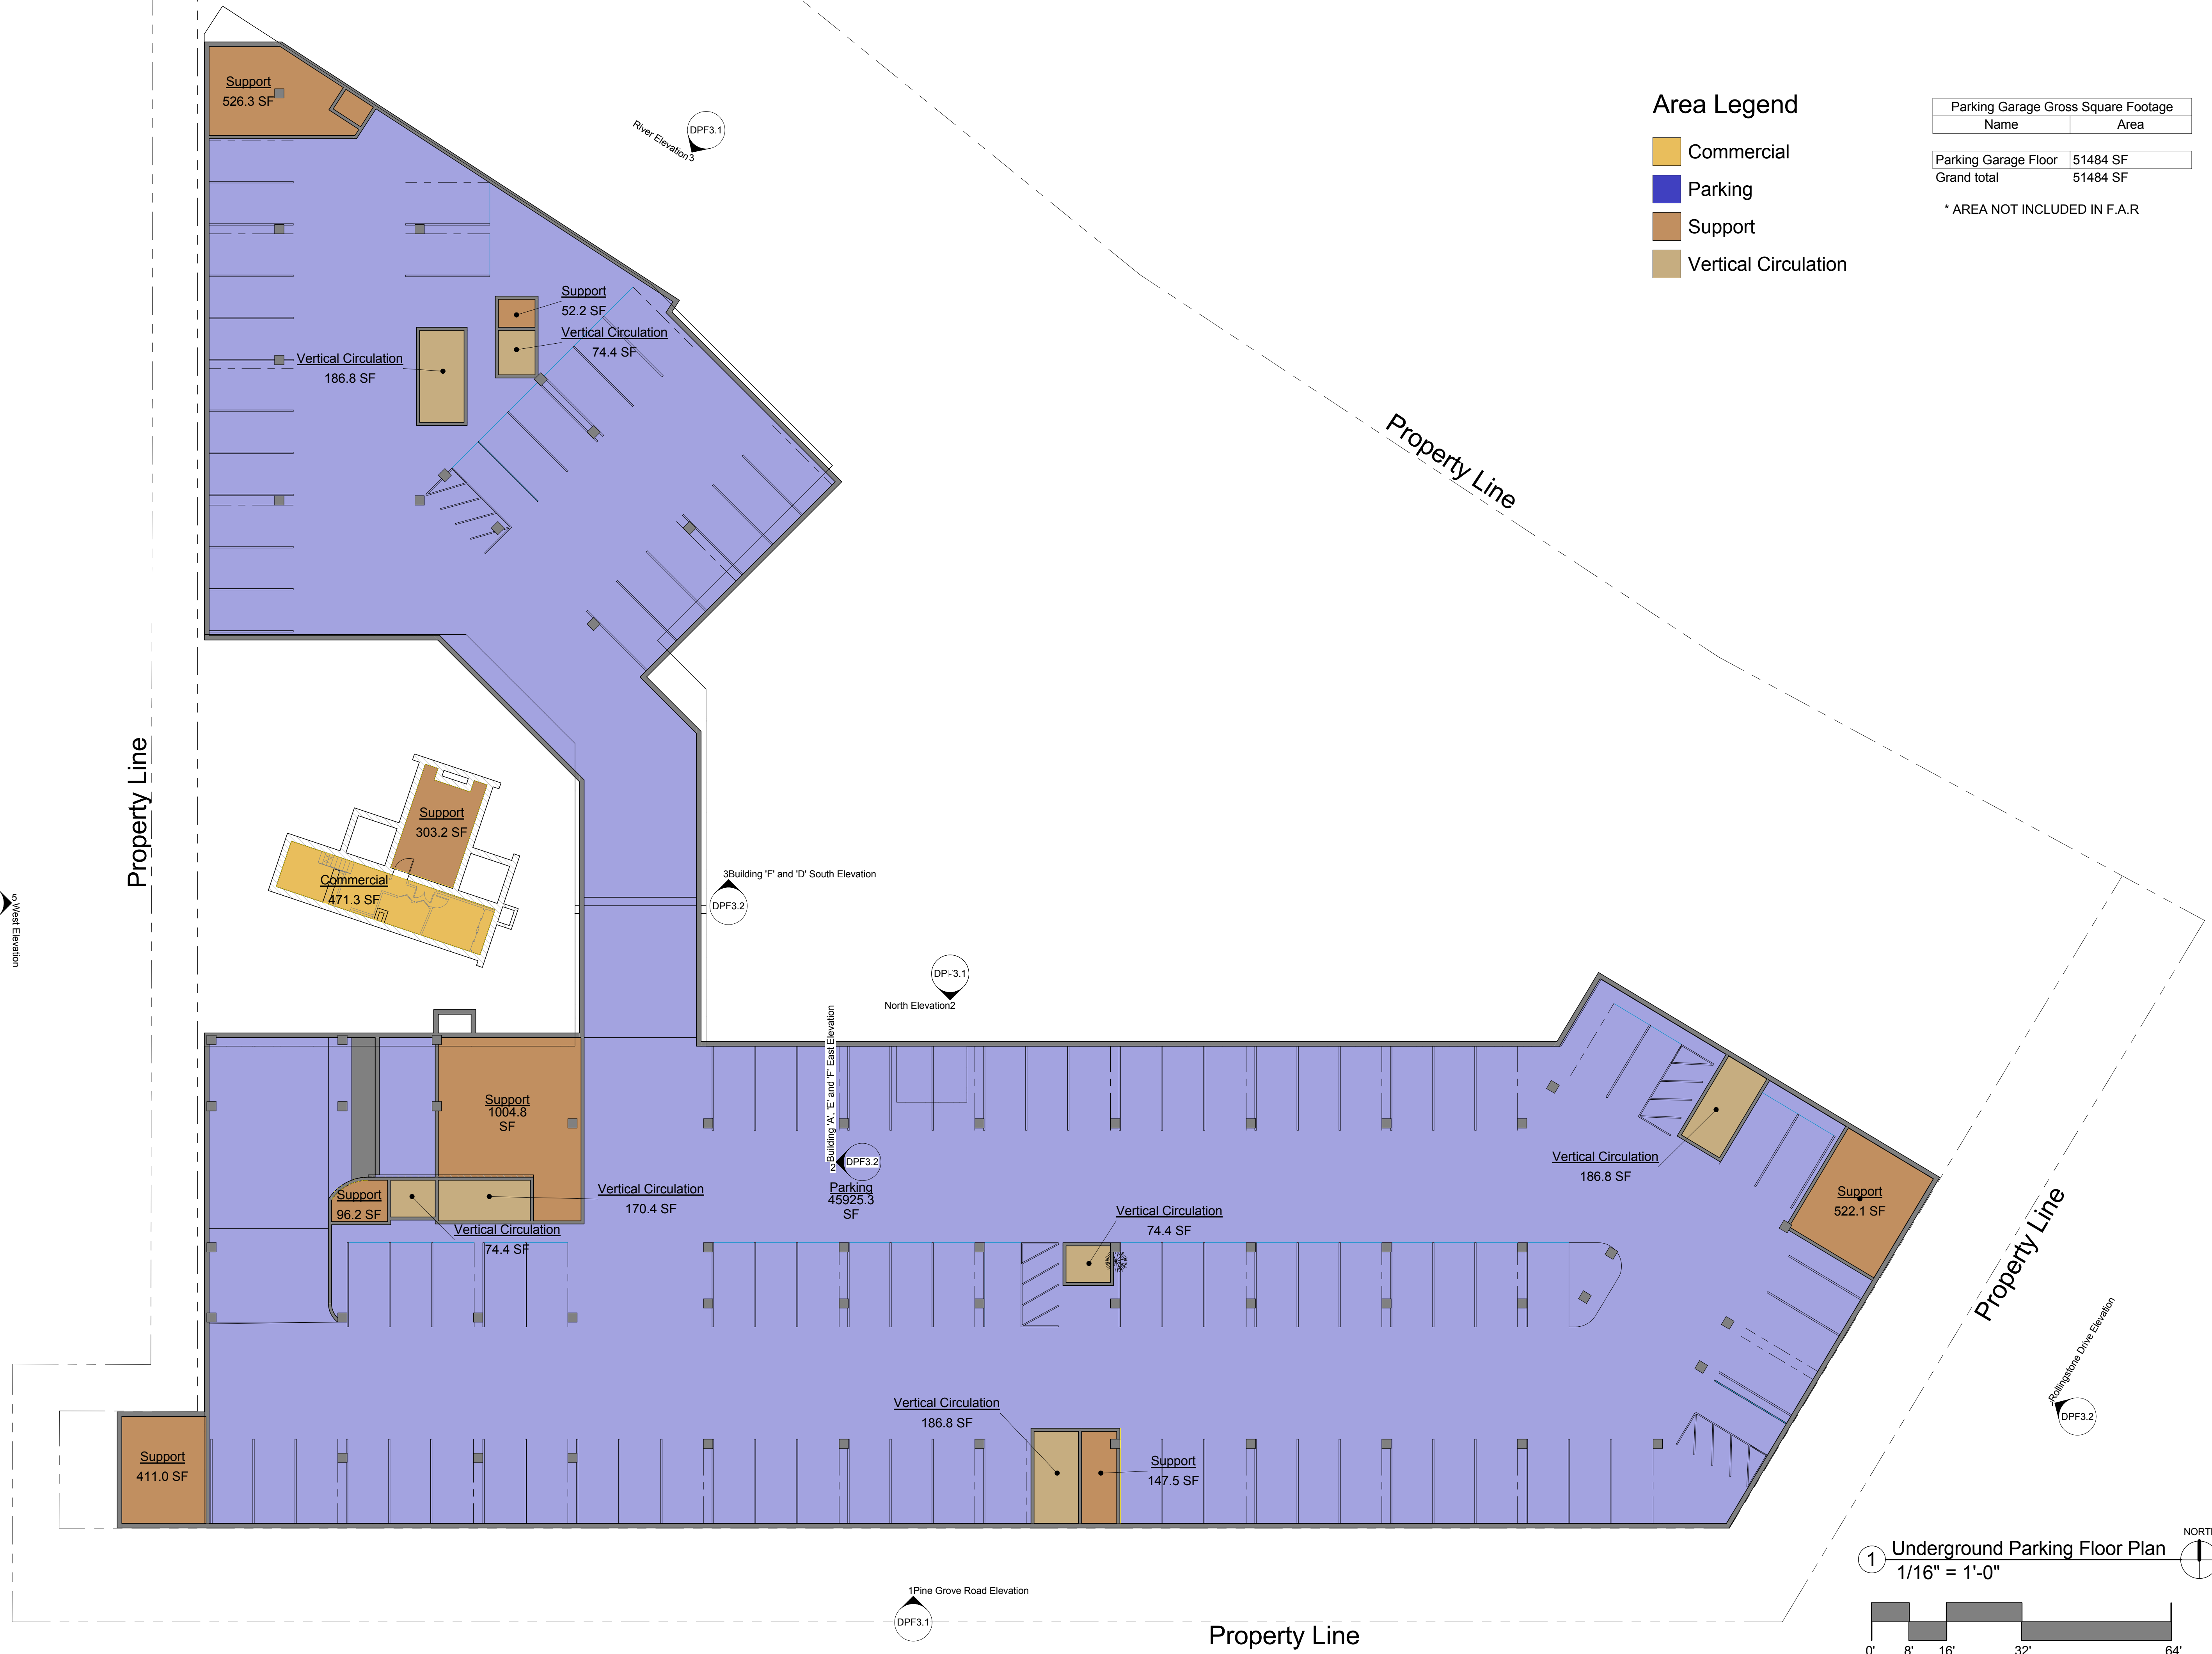 Area Legend
Commercial
Parking
Support
Vertical Circulation
Parking Garage Gross Square Footage
Name Area
Parking Garage Floor 51484 SF
Grand total 51484 SF
* AREA NOT INCLUDED IN F.A.R
Support
526.3 SF
River Elevation 3
DPF3.1
Support
52.2 SF
Vertical Circulation
74.4 SF
Vertical Circulation
186.8 SF
Property Line
Property Line
Support
303.2 SF
Commercial
471.3 SF
5 West Elevation
3Building 'F' and 'D' South Elevation
DPF3.2
DPF3.1
North Elevation2
2 Building 'A', 'E' and 'F' East Elevation
DPF3.2
Parking
45925.3
SF
Support
1004.8
SF
Support
96.2 SF
Vertical Circulation
170.4 SF
Vertical Circulation
74.4 SF
Vertical Circulation
74.4 SF
Vertical Circulation
186.8 SF
Support
522.1 SF
Property Line
Rollingstone Drive Elevation
DPF3.2
Vertical Circulation
186.8 SF
Support
147.5 SF
Support
411.0 SF
1Pine Grove Road Elevation
DPF3.1
Property Line
1 Underground Parking Floor Plan
1/16" = 1'-0"
0' 8' 16' 32' 64'